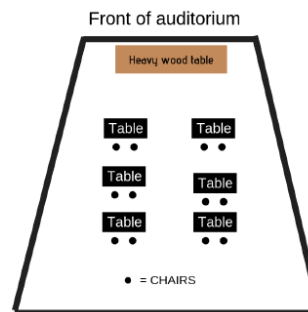 Front of auditorium
Heavy wood table
Table Table
Table
Table
Table Table
= CHAIRS